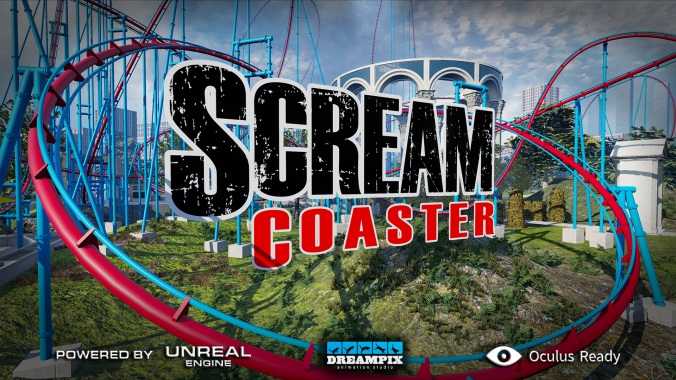 SCREAM
COASTER
POWERED BY UNREAL ENGINE
DREAMPIX
animation studio
Oculus Ready